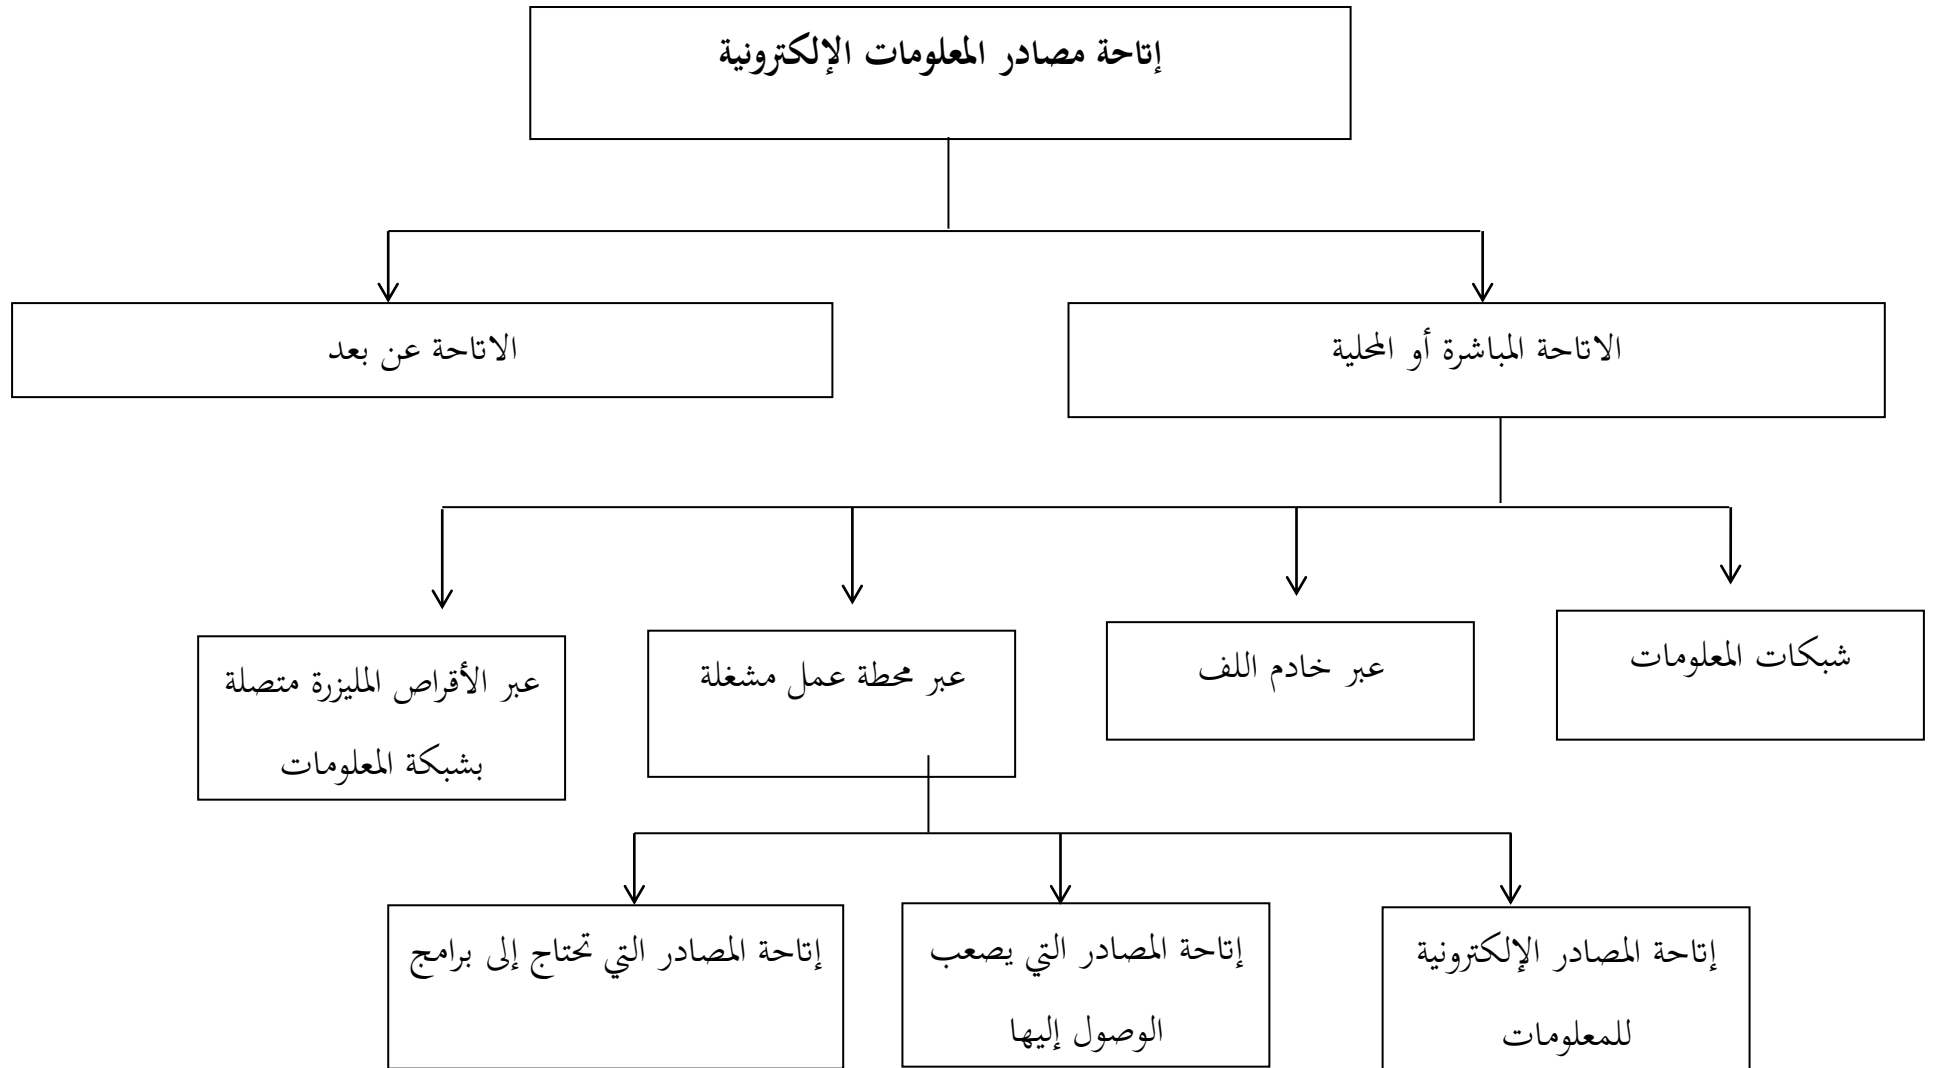 إتاحة مصادر المعلومات الإلكترونية
الاتاحة المباشرة أو المحلية
الاتاحة عن بعد
شبكات المعلومات
عبر خادم اللف
عبر محطة عمل مشغلة
عبر الأقراص المليزرة متصلة
بشبكة المعلومات
إتاحة المصادر الإلكترونية
للمعلومات
إتاحة المصادر التي يصعب
الوصول إليها
إتاحة المصادر التي تحتاج إلى برامج